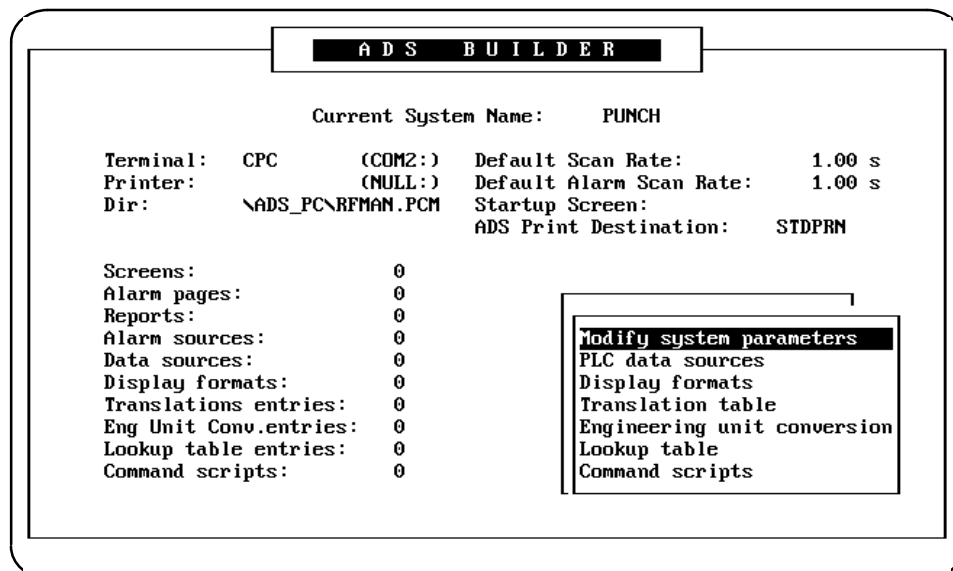 ADS BUILDER
Current System Name: PUNCH
Terminal: CPC (COM2:) Default Scan Rate: 1.00 s
Printer: (NULL:) Default Alarm Scan Rate: 1.00 s
Dir: \ADS_PC\RFMAN.PCM Startup Screen:
ADS Print Destination: STDPRN
Screens: 0
Alarm pages: 0
Reports: 0
Alarm sources: 0
Data sources: 0
Display formats: 0
Translations entries: 0
Eng Unit Conv.entries: 0
Lookup table entries: 0
Command scripts: 0
Modify system parameters
PLC data sources
Display formats
Translation table
Engineering unit conversion
Lookup table
Command scripts